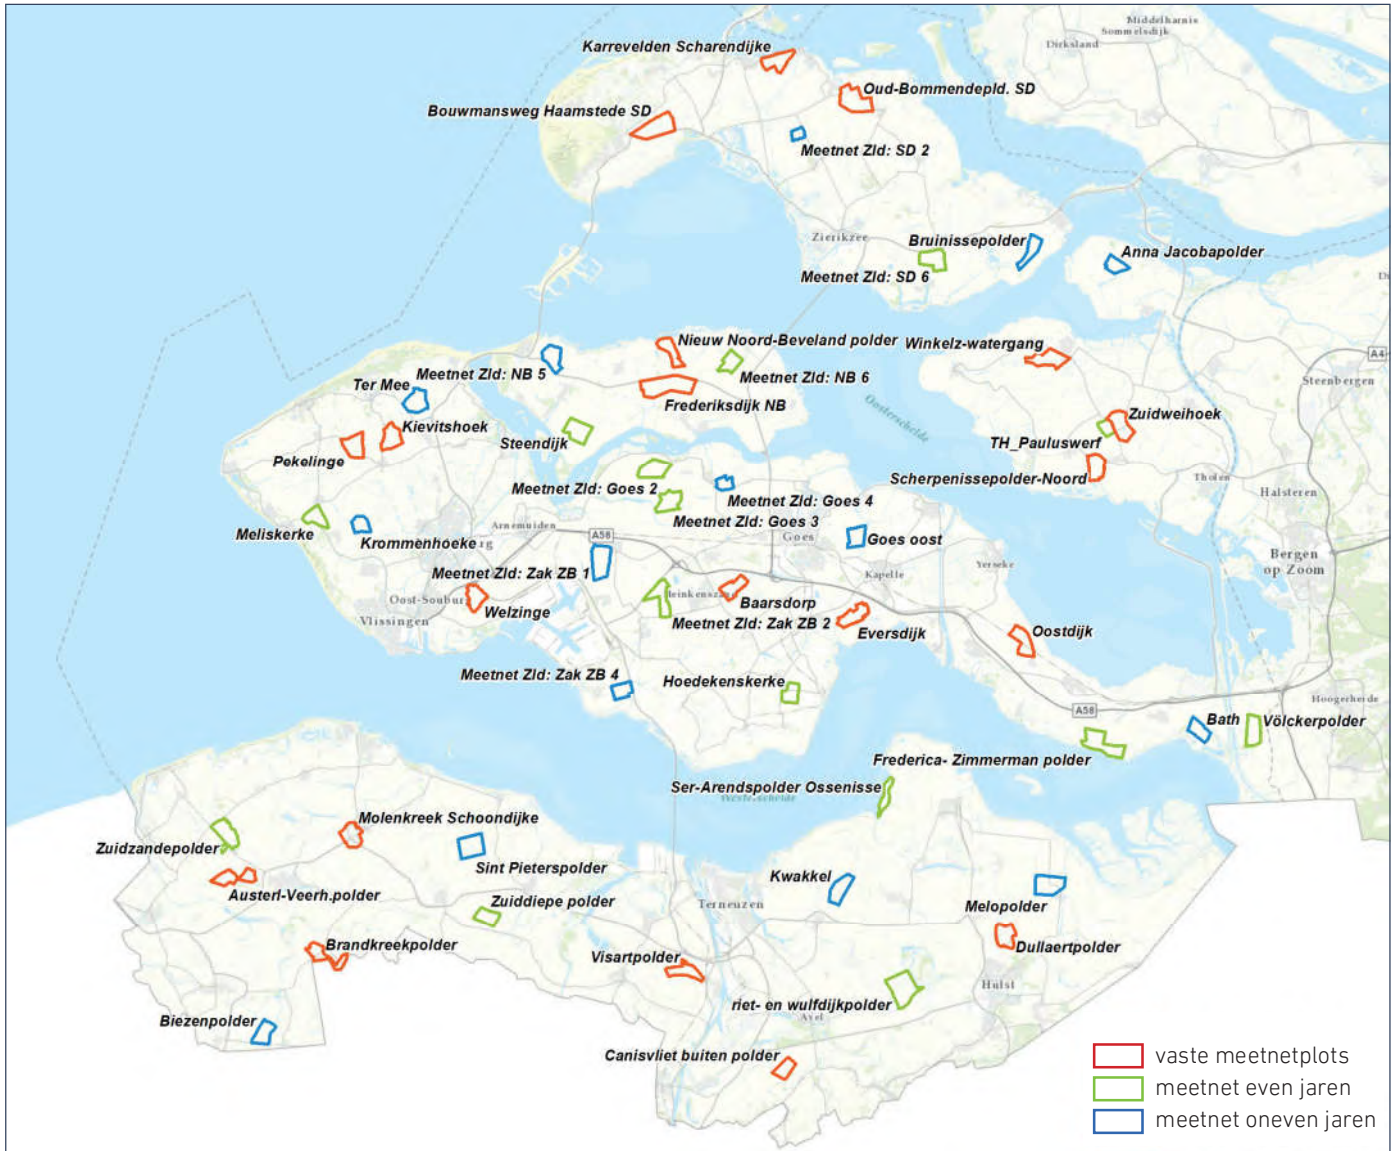 Middelharnis
Sommelsdijk
Dirksland
Karrevelden Scharendijke
Oud-Bommendepld. SD
Bouwmansweg Haamstede SD
Meetnet Zld: SD 2
Zierikzee
Bruinissepolder
Anna Jacobapolder
Meetnet Zld: SD 6
Nieuw Noord-Beveland polder
Winkelz-watergang
A4
Meetnet Zld: NB 5
Meetnet Zld: NB 6
Steenbergen
Ter Mee
Frederiksdijk NB
Oosterschelde
Kievitshoek
Zuidweihoek
Steendijk
TH_Pauluswerf
Pekelinge
Scherpenissepolder-Noord
Tholen
Meetnet Zld: Goes 2
Meetnet Zld: Goes 4
Halsteren
Meetnet Zld: Goes 3
Arnemuiden
Meliskerke
Krommenhoeke
A58
Goes
Goes oost
Bergen
op Zoom
Yerseke
Kapelle
Meetnet Zld: Zak ZB 1
Oost-Souburg
Welzinge
Baarsdorp
Vlissingen
Meetnet Zld: Zak ZB 2
Eversdijk
Oostdijk
Meetnet Zld: Zak ZB 4
Hoedekenskerke
Hoogerheide
A58
Bath
Völckerpolder
Frederica- Zimmerman polder
Ser-Arendspolder Ossenisse
Westerschelde
Molenkreek Schoondijke
Zuidzandepolder
Sint Pieterspolder
Kwakkel
Austerl-Veerh.polder
Zuiddiepe polder
Terneuzen
Melopolder
Brandkreekpolder
Dullaertpolder
Visartpolder
Hulst
riet- en wulfdijkpolder
Axel
Biezenpolder
Canisvliet buiten polder
vaste meetnetplots
meetnet even jaren
meetnet oneven jaren